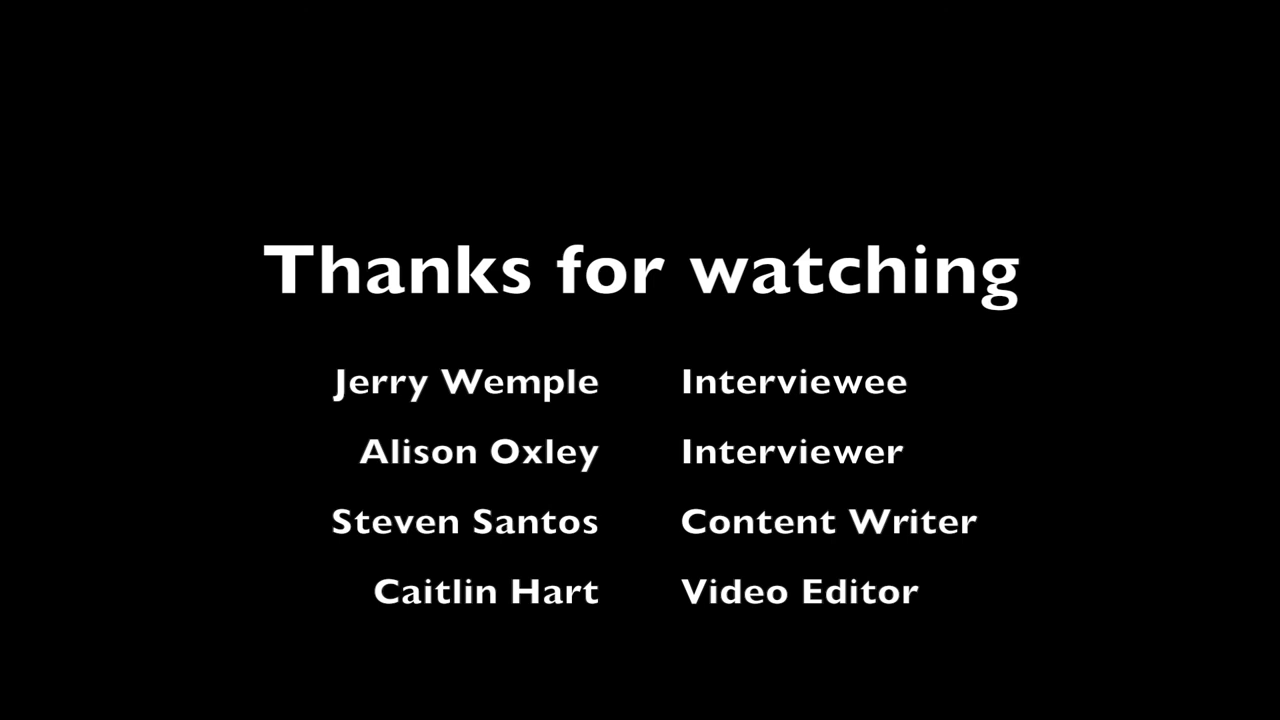 Thanks for watching
Jerry Wemple Interviewee
Alison Oxley Interviewer
Steven Santos Content Writer
Caitlin Hart Video Editor